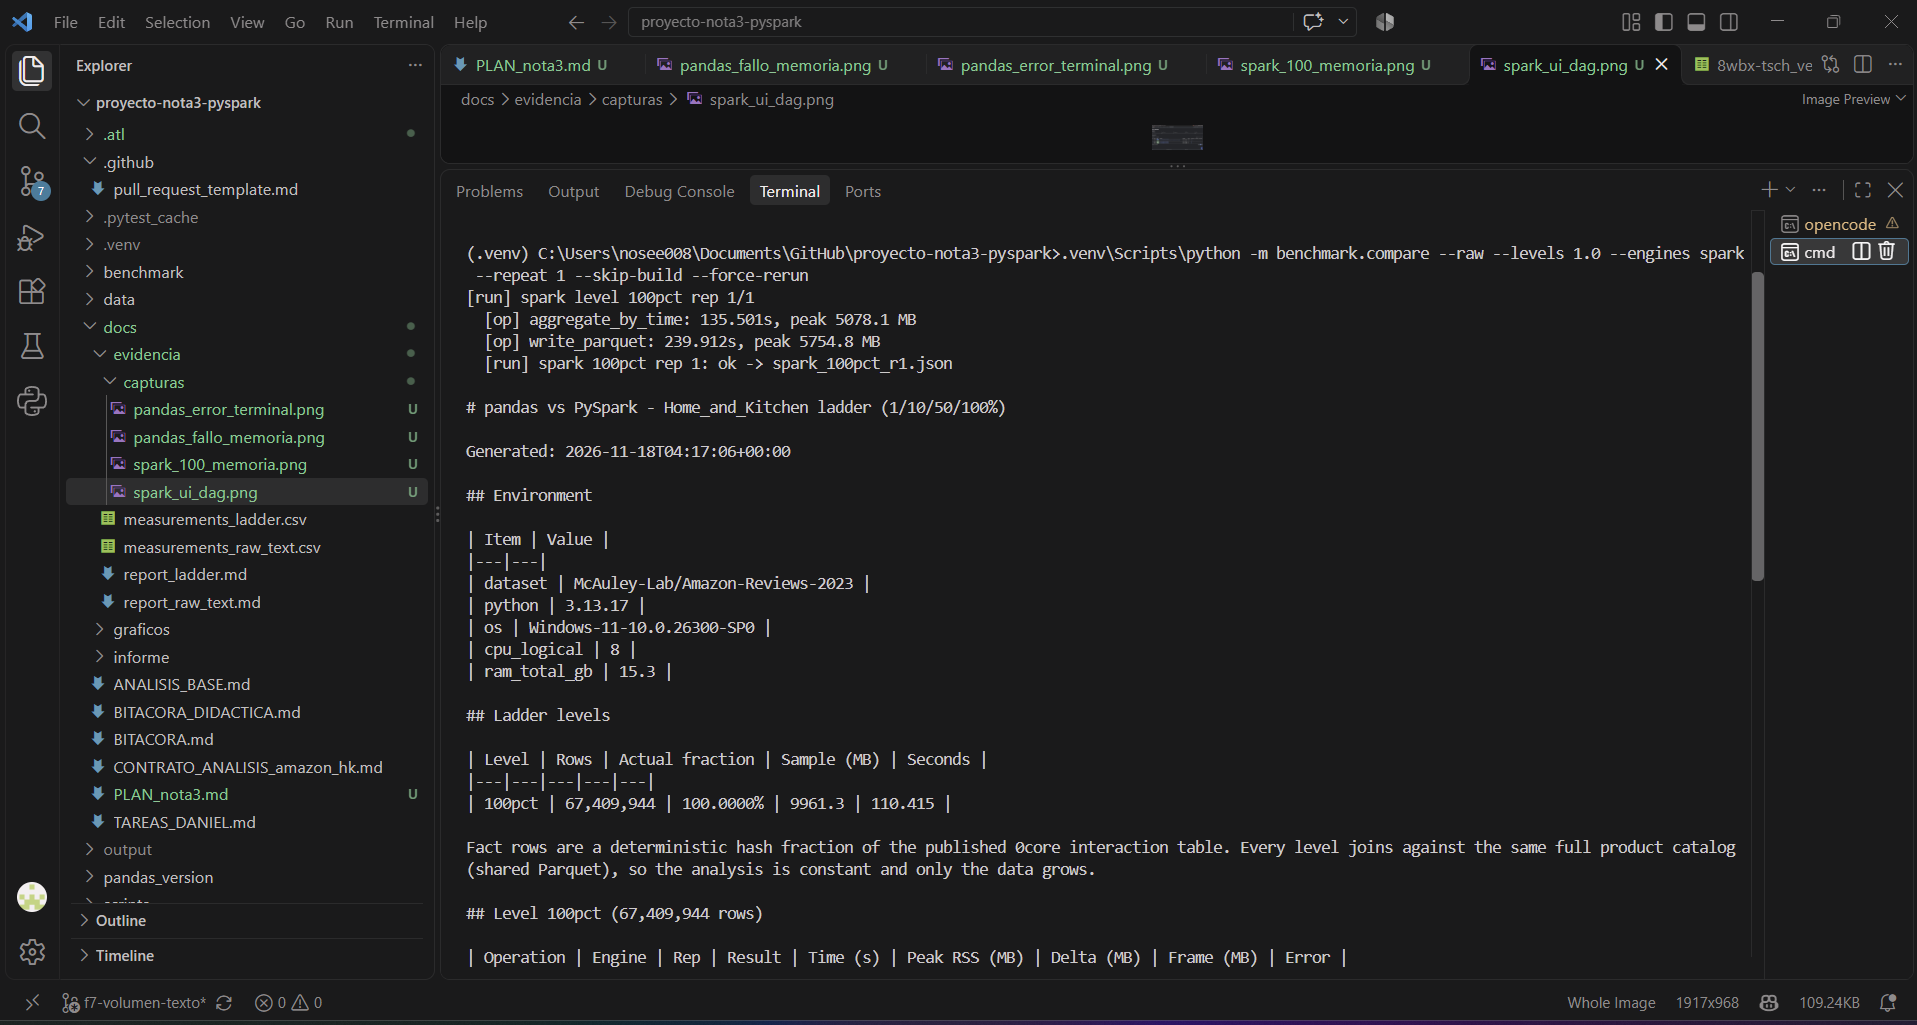 File Edit Selection View Go Run Terminal Help
proyecto-nota3-pyspark
Explorer
proyecto-nota3-pyspark
.atl
.github
pull_request_template.md
.pytest_cache
.venv
benchmark
data
docs
evidencia
capturas
pandas_error_terminal.png U
pandas_fallo_memoria.png U
spark_100_memoria.png U
spark_ui_dag.png U
measurements_ladder.csv
measurements_raw_text.csv
report_ladder.md
report_raw_text.md
graficos
informe
ANALISIS_BASE.md
BITACORA_DIDACTICA.md
BITACORA.md
CONTRATO_ANALISIS_amazon_hk.md
PLAN_nota3.md U
TAREAS_DANIEL.md
output
pandas_version
Outline
Timeline
7
PLAN_nota3.md U
pandas_fallo_memoria.png U
pandas_error_terminal.png U
spark_100_memoria.png U
spark_ui_dag.png U
8wbx-tsch_ve
docs > evidencia > capturas > spark_ui_dag.png
Image Preview
Problems Output Debug Console Terminal Ports
opencode
cmd
(.venv) C:\Users\nosee008\Documents\GitHub\proyecto-nota3-pyspark>.venv\Scripts\python -m benchmark.compare --raw --levels 1.0 --engines spark
--repeat 1 --skip-build --force-rerun
[run] spark level 100pct rep 1/1
[op] aggregate_by_time: 135.501s, peak 5078.1 MB
[op] write_parquet: 239.912s, peak 5754.8 MB
[run] spark 100pct rep 1: ok -> spark_100pct_r1.json
# pandas vs PySpark - Home_and_Kitchen ladder (1/10/50/100%)
Generated: 2026-11-18T04:17:06+00:00
## Environment
| Item | Value |
|---|---|
| dataset | McAuley-Lab/Amazon-Reviews-2023 |
| python | 3.13.17 |
| os | Windows-11-10.0.26300-SP0 |
| cpu_logical | 8 |
| ram_total_gb | 15.3 |
## Ladder levels
| Level | Rows | Actual fraction | Sample (MB) | Seconds |
|---|---|---|---|---|
| 100pct | 67,409,944 | 100.0000% | 9961.3 | 110.415 |
Fact rows are a deterministic hash fraction of the published 0core interaction table. Every level joins against the same full product catalog
(shared Parquet), so the analysis is constant and only the data grows.
## Level 100pct (67,409,944 rows)
| Operation | Engine | Rep | Result | Time (s) | Peak RSS (MB) | Delta (MB) | Frame (MB) | Error |
f7-volumen-texto* 0 0
Whole Image 1917x968 109.24KB